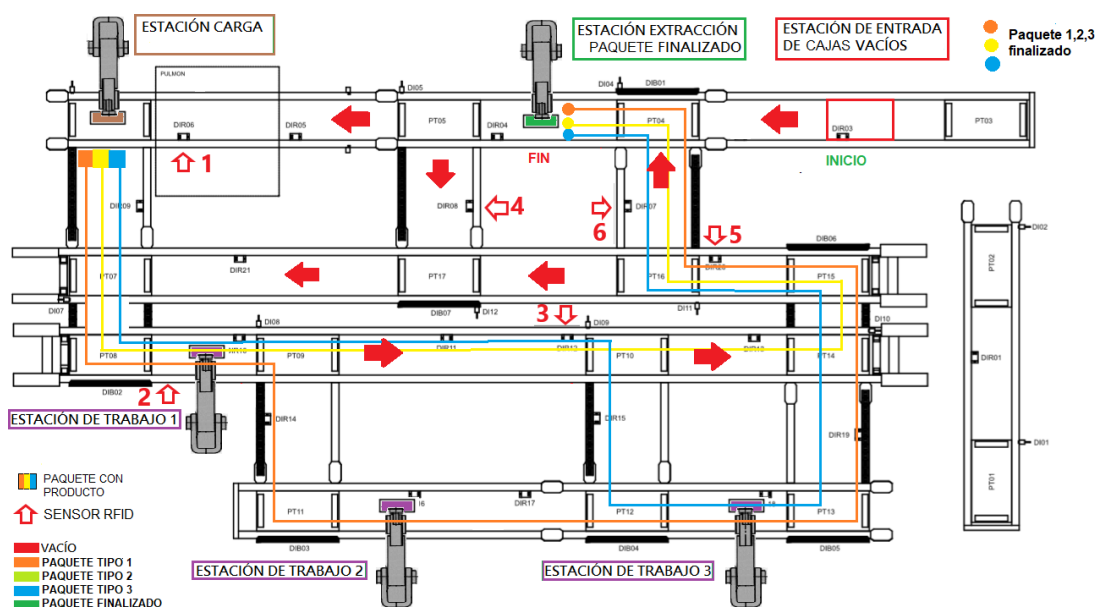 ESTACIÓN CARGA
ESTACIÓN EXTRACCIÓN
PAQUETE FINALIZADO
ESTACIÓN DE ENTRADA
DE CAJAS VACÍOS
Paquete 1,2,3
finalizado
PULMON
DI05
DI04
DIB01
DIR06
DIR05
PT05
DIR04
PT04
DIR03
PT03
1
FIN
INICIO
DIR09
DIR08
4
6
DIR07
5
DIB06
DI02
PT07
DIR21
PT17
PT16
PT15
PT02
DI07
DIB07
DI12
3
DI11
DI08
DI09
DI10
PT08
PT09
DIR11
PT10
PT14
DIR01
DIB02
2
ESTACIÓN DE TRABAJO 1
DIR14
DIR15
DIR19
DI01
PAQUETE CON
PRODUCTO
SENSOR RFID
PT11
I6
DIR17
PT12
PT13
PT01
VACÍO
PAQUETE TIPO 1
PAQUETE TIPO 2
PAQUETE TIPO 3
PAQUETE FINALIZADO
DIB03
DIB04
DIB05
ESTACIÓN DE TRABAJO 2
ESTACIÓN DE TRABAJO 3